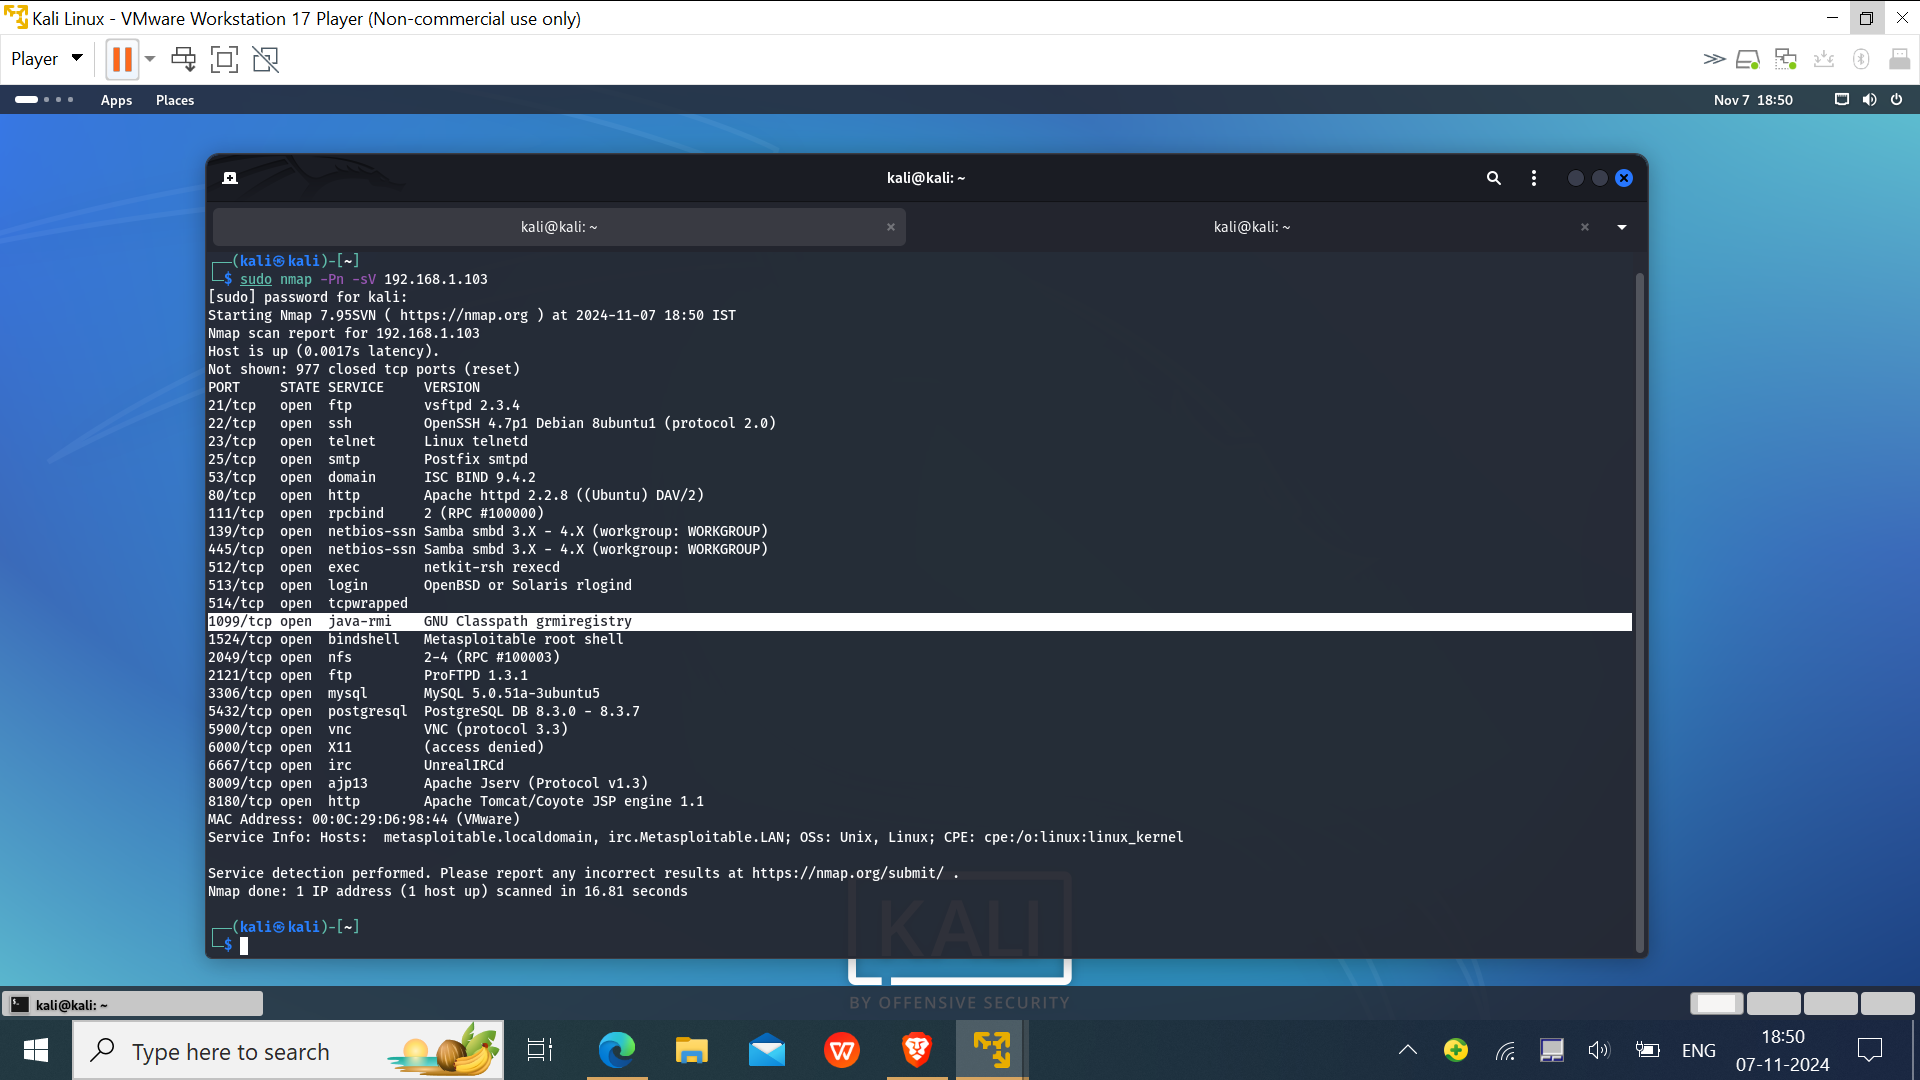 Kali Linux - VMware Workstation 17 Player (Non-commercial use only)
Player
Apps Places Nov 7 18:50
kali@kali: ~
kali@kali: ~ kali@kali: ~
┌──(kali㉿kali)-[~]
└─$ sudo nmap -Pn -sV 192.168.1.103
[sudo] password for kali:
Starting Nmap 7.95SVN ( https://nmap.org ) at 2024-11-07 18:50 IST
Nmap scan report for 192.168.1.103
Host is up (0.0017s latency).
Not shown: 977 closed tcp ports (reset)
PORT     STATE SERVICE     VERSION
21/tcp   open  ftp         vsftpd 2.3.4
22/tcp   open  ssh         OpenSSH 4.7p1 Debian 8ubuntu1 (protocol 2.0)
23/tcp   open  telnet      Linux telnetd
25/tcp   open  smtp        Postfix smtpd
53/tcp   open  domain      ISC BIND 9.4.2
80/tcp   open  http        Apache httpd 2.2.8 ((Ubuntu) DAV/2)
111/tcp  open  rpcbind     2 (RPC #100000)
139/tcp  open  netbios-ssn Samba smbd 3.X - 4.X (workgroup: WORKGROUP)
445/tcp  open  netbios-ssn Samba smbd 3.X - 4.X (workgroup: WORKGROUP)
512/tcp  open  exec        netkit-rsh rexecd
513/tcp  open  login       OpenBSD or Solaris rlogind
514/tcp  open  tcpwrapped
1099/tcp open  java-rmi    GNU Classpath grmiregistry
1524/tcp open  bindshell   Metasploitable root shell
2049/tcp open  nfs         2-4 (RPC #100003)
2121/tcp open  ftp         ProFTPD 1.3.1
3306/tcp open  mysql       MySQL 5.0.51a-3ubuntu5
5432/tcp open  postgresql  PostgreSQL DB 8.3.0 - 8.3.7
5900/tcp open  vnc         VNC (protocol 3.3)
6000/tcp open  X11         (access denied)
6667/tcp open  irc         UnrealIRCd
8009/tcp open  ajp13       Apache Jserv (Protocol v1.3)
8180/tcp open  http        Apache Tomcat/Coyote JSP engine 1.1
MAC Address: 00:0C:29:D6:98:44 (VMware)
Service Info: Hosts:  metasploitable.localdomain, irc.Metasploitable.LAN; OSs: Unix, Linux; CPE: cpe:/o:linux:linux_kernel
Service detection performed. Please report any incorrect results at https://nmap.org/submit/ .
Nmap done: 1 IP address (1 host up) scanned in 16.81 seconds
┌──(kali㉿kali)-[~]
└─$
KALI
BY OFFENSIVE SECURITY
kali@kali: ~
Type here to search
ENG
18:50
07-11-2024